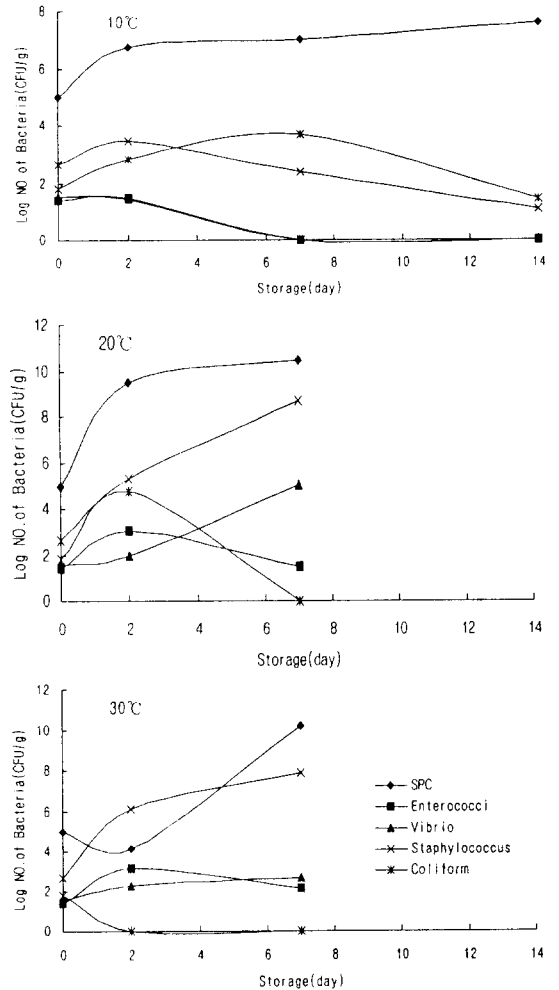 10℃
8
6
4
2
0
Log NO.of Bacteria(CFU/g)
0 2 4 6 8 10 12 14
Storage(day)
20℃
12
10
8
6
4
2
0
Log NO.of Bacteria(CFU/g)
0 2 4 6 8 10 12 14
Storage(day)
30℃
12
10
8
6
4
2
0
Log NO.of Bacteria(CFU/g)
0 2 4 6 8 10 12 14
Storage(day)
SPC
Enterococci
Vibrio
Staphylococcus
Coliform